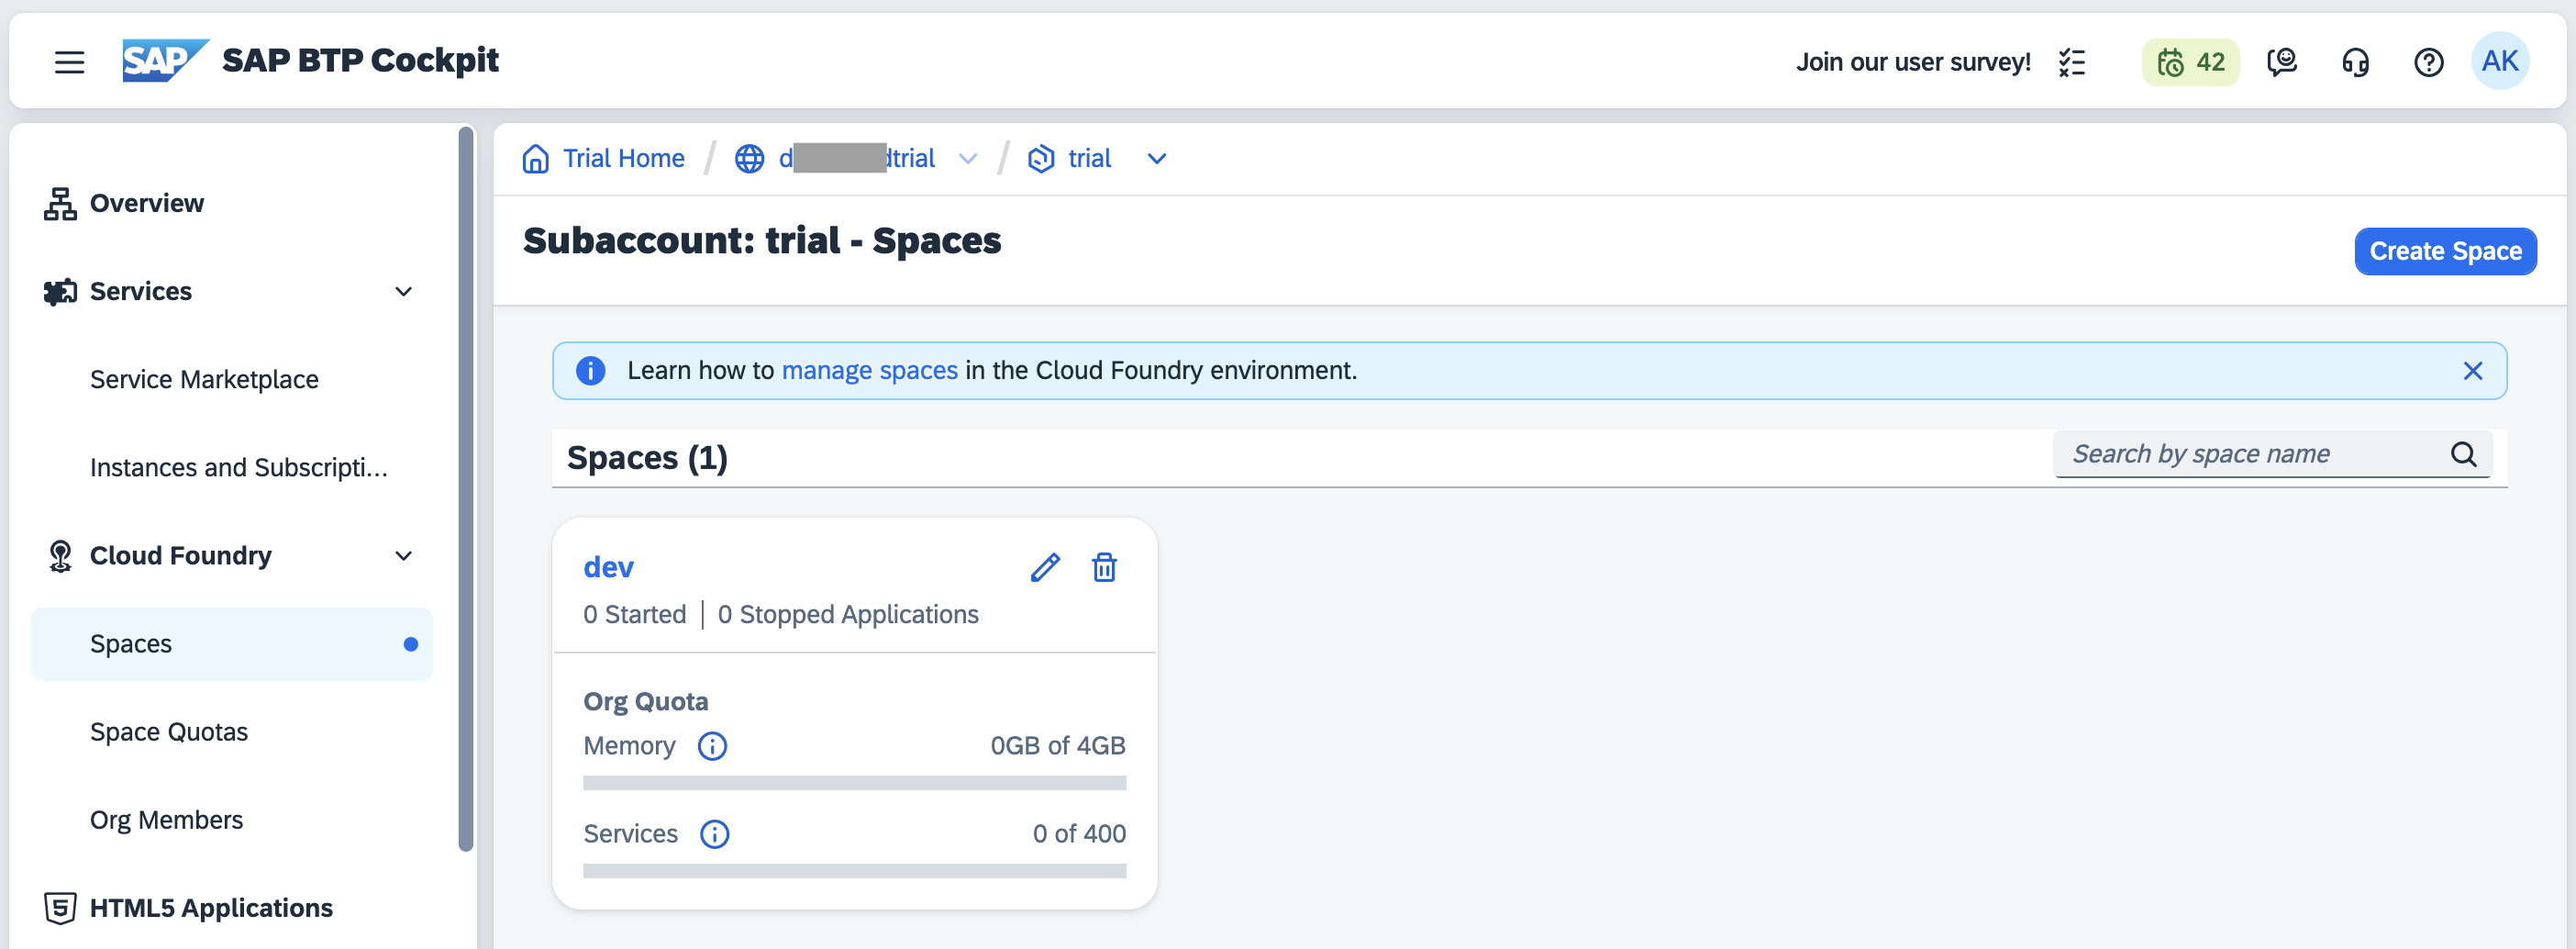 SAP SAP BTP Cockpit
Join our user survey!
42
AK
Overview
Services
Service Marketplace
Instances and Subscripti...
Cloud Foundry
Spaces
Space Quotas
Org Members
HTML5 Applications
Trial Home / d dtrial / trial
Subaccount: trial - Spaces
Create Space
Learn how to manage spaces in the Cloud Foundry environment.
Spaces (1)
Search by space name
dev
0 Started | 0 Stopped Applications
Org Quota
Memory 0GB of 4GB
Services 0 of 400